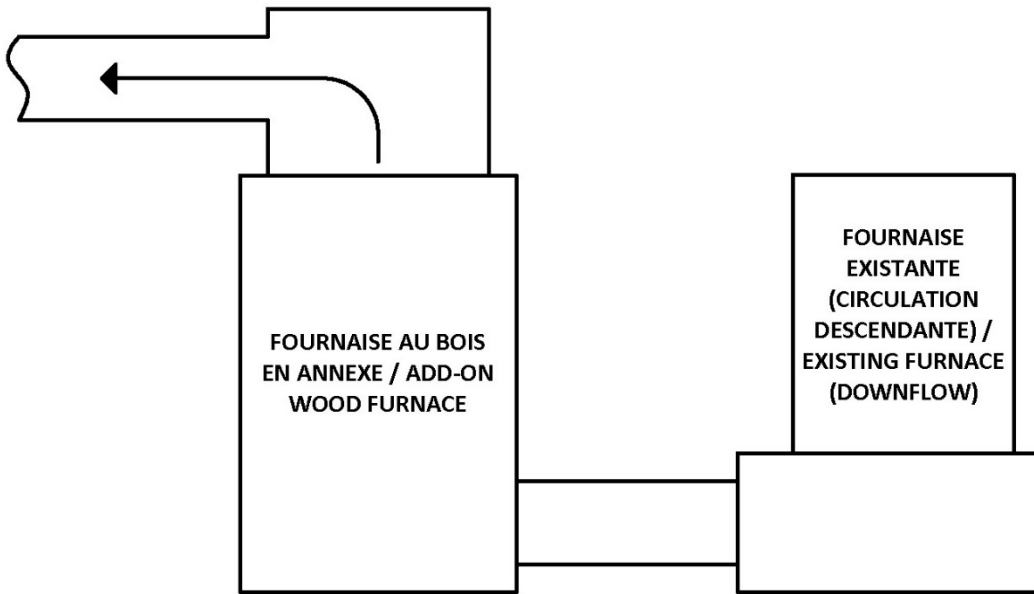 FOURNAISE AU BOIS
EN ANNEXE / ADD-ON
WOOD FURNACE
FOURNAISE
EXISTANTE
(CIRCULATION
DESCENDANTE) /
EXISTING FURNACE
(DOWNFLOW)